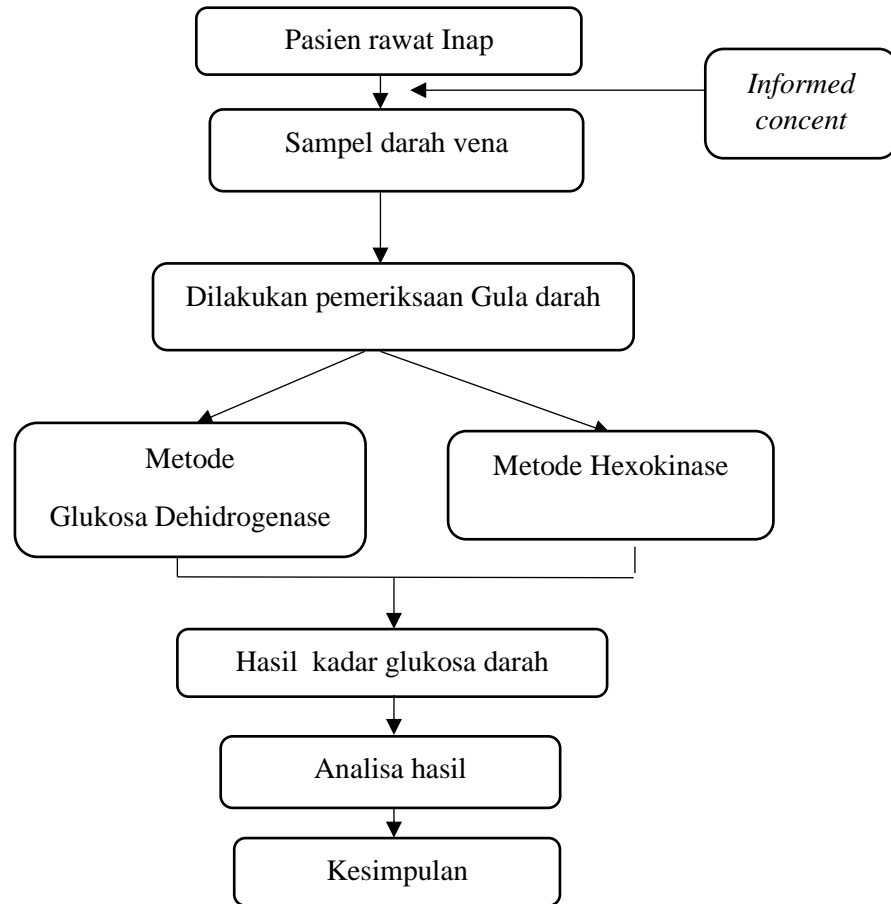 Pasien rawat Inap
Informed
concent
Sampel darah vena
Dilakukan pemeriksaan Gula darah
Metode
Glukosa Dehidrogenase
Metode Hexokinase
Hasil  kadar glukosa darah
Analisa hasil
Kesimpulan